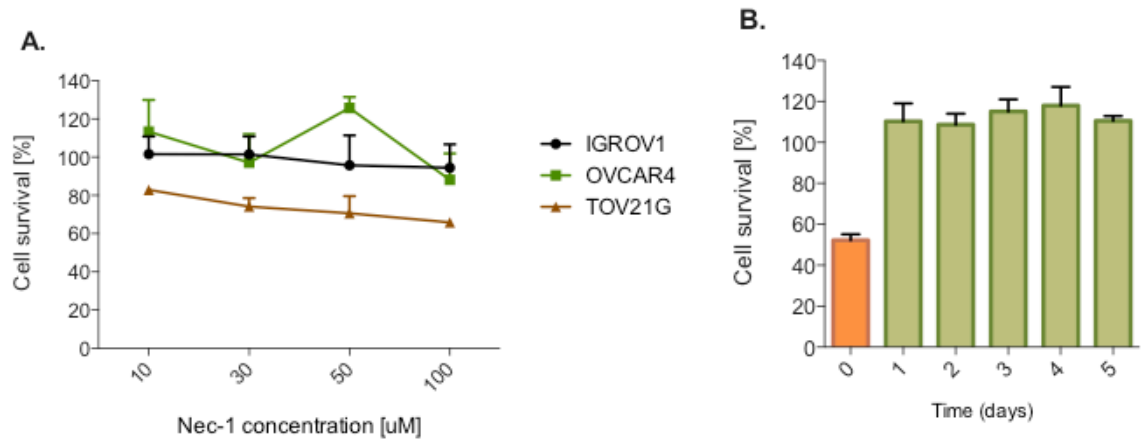 A.
Cell survival [%]
140
120
100
80
60
40
20
0
10
30
50
100
Nec-1 concentration [uM]
IGROV1
OVCAR4
TOV21G
B.
Cell survival [%]
140
120
100
80
60
40
20
0
0
1
2
3
4
5
Time (days)